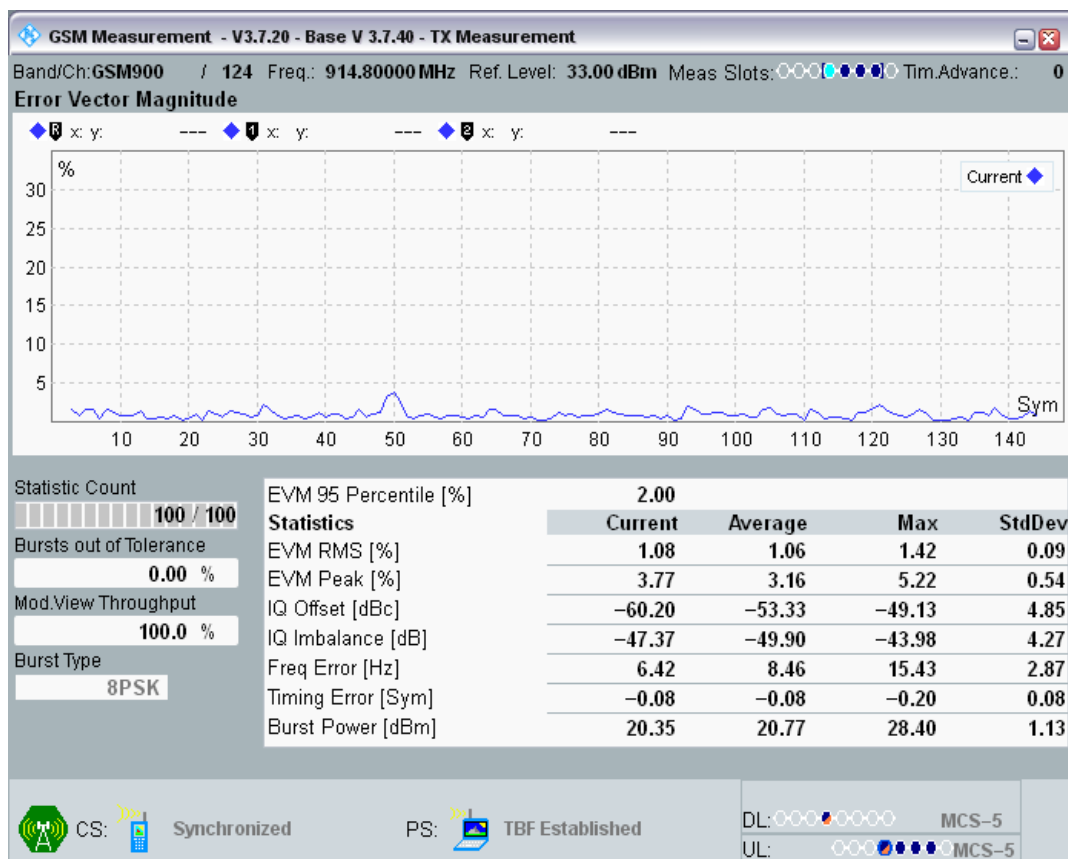 GSM Measurement - V3.7.20 - Base V 3.7.40 - TX Measurement
Band/Ch:GSM900 / 124 Freq.: 914.80000 MHz Ref. Level: 33.00 dBm Meas Slots: Tim.Advance.: 0
Error Vector Magnitude
R x: y: --- 1 x: y: --- 2 x: y: ---
%
Current
30
25
20
15
10
5
Sym
10 20 30 40 50 60 70 80 90 100 110 120 130 140
Statistic Count
100 / 100
Bursts out of Tolerance
0.00 %
Mod.View Throughput
100.0 %
Burst Type
8PSK
EVM 95 Percentile [%] 2.00
Statistics Current Average Max StdDev
EVM RMS [%] 1.08 1.06 1.42 0.09
EVM Peak [%] 3.77 3.16 5.22 0.54
IQ Offset [dBc] −60.20 −53.33 −49.13 4.85
IQ Imbalance [dB] −47.37 −49.90 −43.98 4.27
Freq Error [Hz] 6.42 8.46 15.43 2.87
Timing Error [Sym] −0.08 −0.08 −0.20 0.08
Burst Power [dBm] 20.35 20.77 28.40 1.13
CS: Synchronized PS: TBF Established
DL: MCS−5
UL: MCS−5